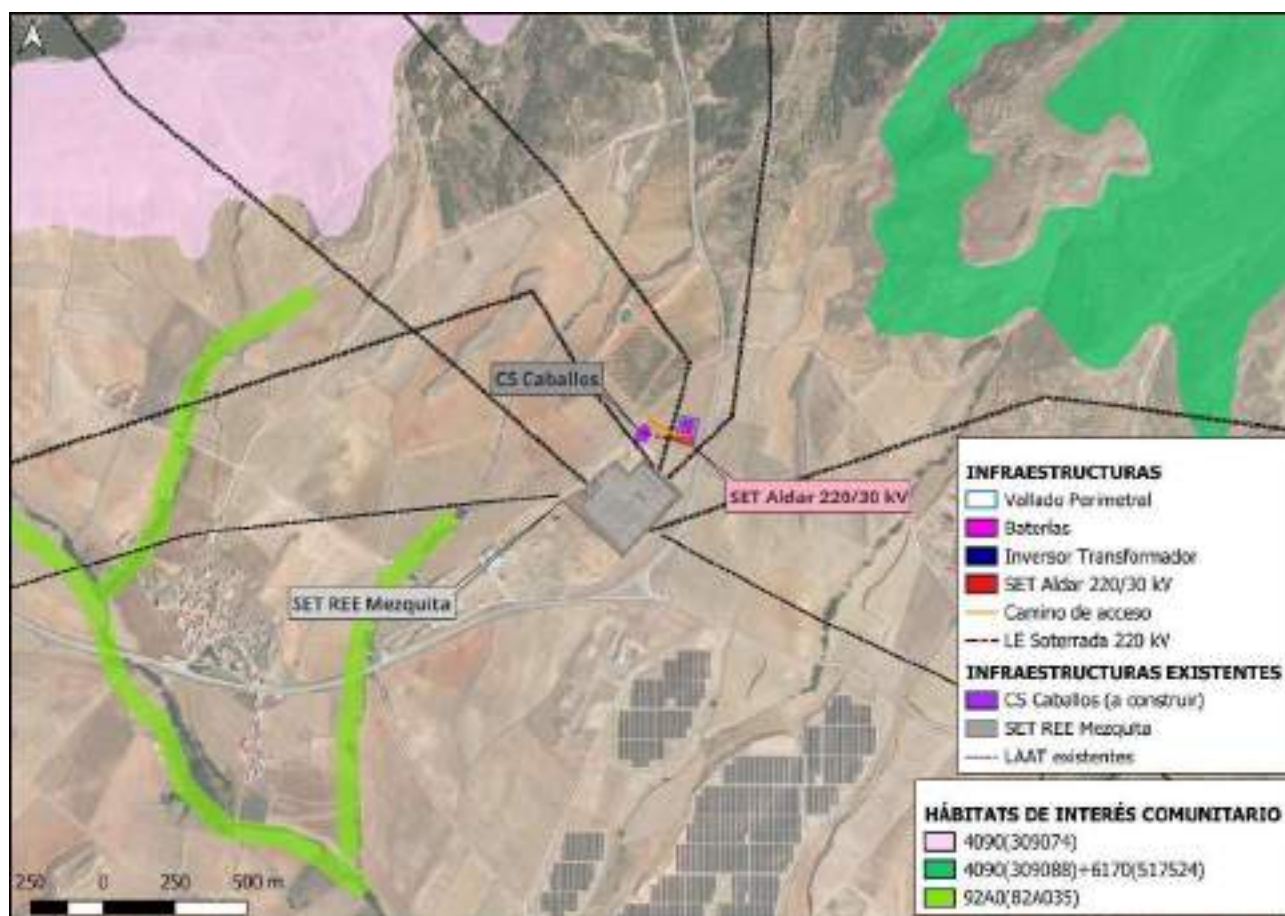 CS Caballos
SET Aldar 220/30 kV
SET REE Mezquita
INFRAESTRUCTURAS
Vallado Perimetral
Baterías
Inversor Transformador
SET Aldar 220/30 kV
Camino de acceso
LE Soterrada 220 kV
INFRAESTRUCTURAS EXISTENTES
CS Caballos (a construir)
SET REE Mezquita
LAAT existentes
HÁBITATS DE INTERÉS COMUNITARIO
4090(309074)
4090(309088)+6170(517524)
92A0(82A035)
250 0 250 500 m